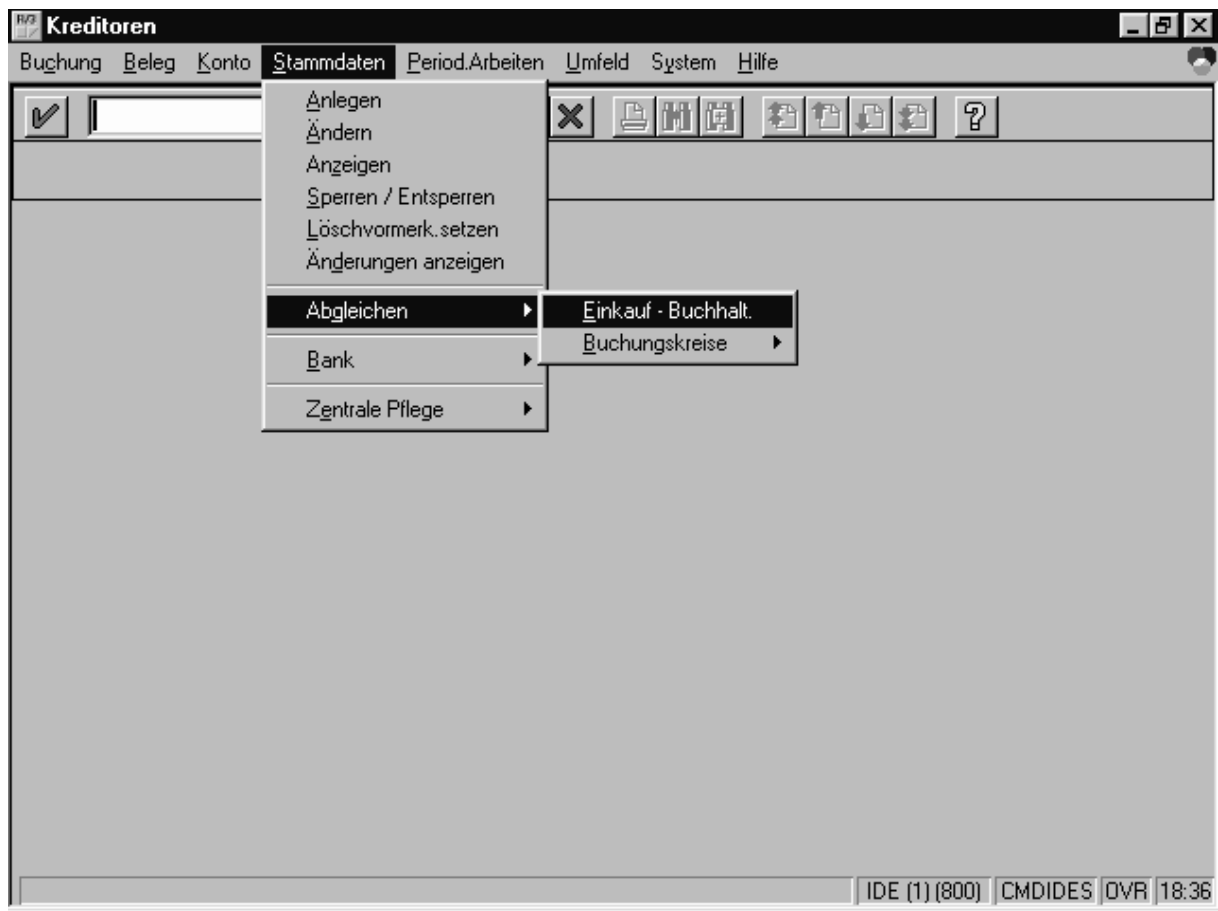 R/3 Kreditoren
Buchung Beleg Konto Stammdaten Period.Arbeiten Umfeld System Hilfe
Anlegen
Ändern
Anzeigen
Sperren / Entsperren
Löschvormerk.setzen
Änderungen anzeigen
Abgleichen
Einkauf - Buchhalt.
Buchungskreise
Bank
Zentrale Pflege
IDE (1) (800) CMDIDES OVR 18:36